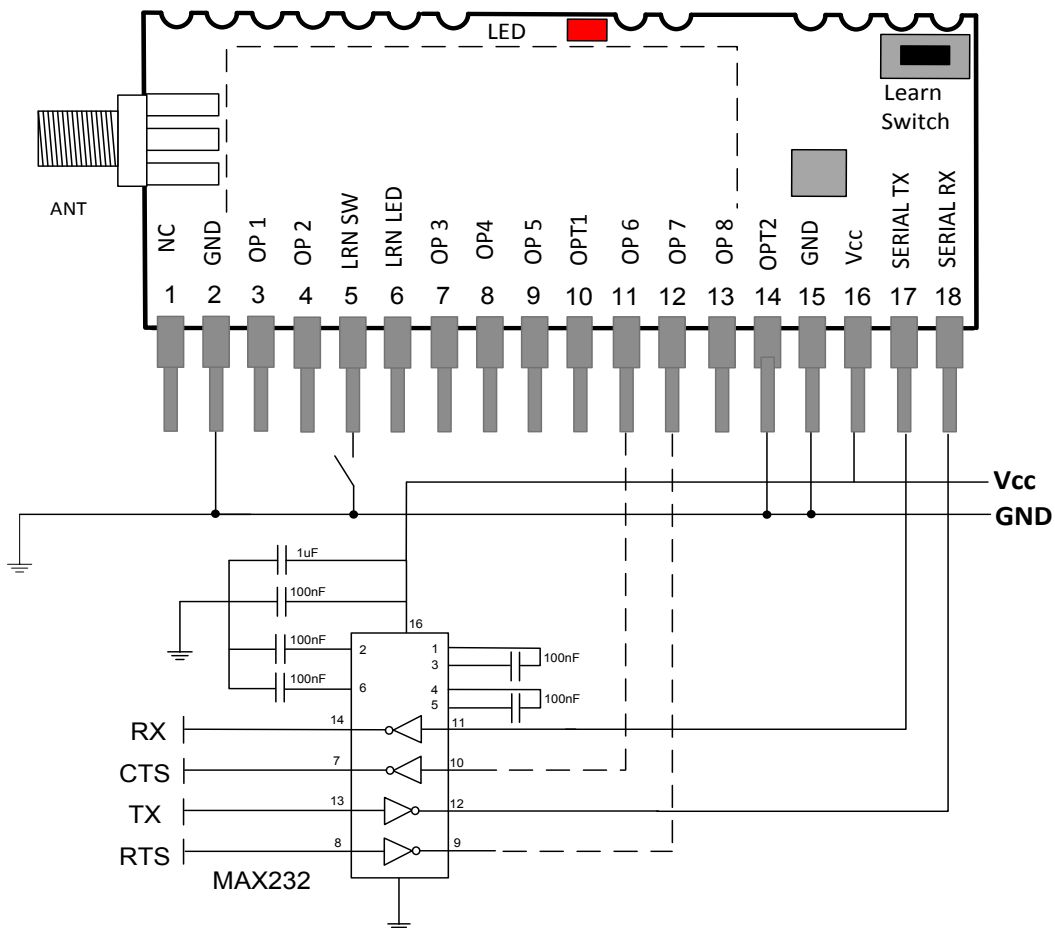 LED
Learn
Switch
ANT
NC
GND
OP 1
OP 2
LRN SW
LRN LED
OP 3
OP4
OP 5
OPT1
OP 6
OP 7
OP 8
OPT2
GND
Vcc
SERIAL TX
SERIAL RX
1 2 3 4 5 6 7 8 9 10 11 12 13 14 15 16 17 18
Vcc
GND
1uF
100nF
16
100nF
2
1
3
100nF
100nF
6
4
5
100nF
RX
14
11
CTS
7
10
TX
13
12
RTS
8
9
MAX232